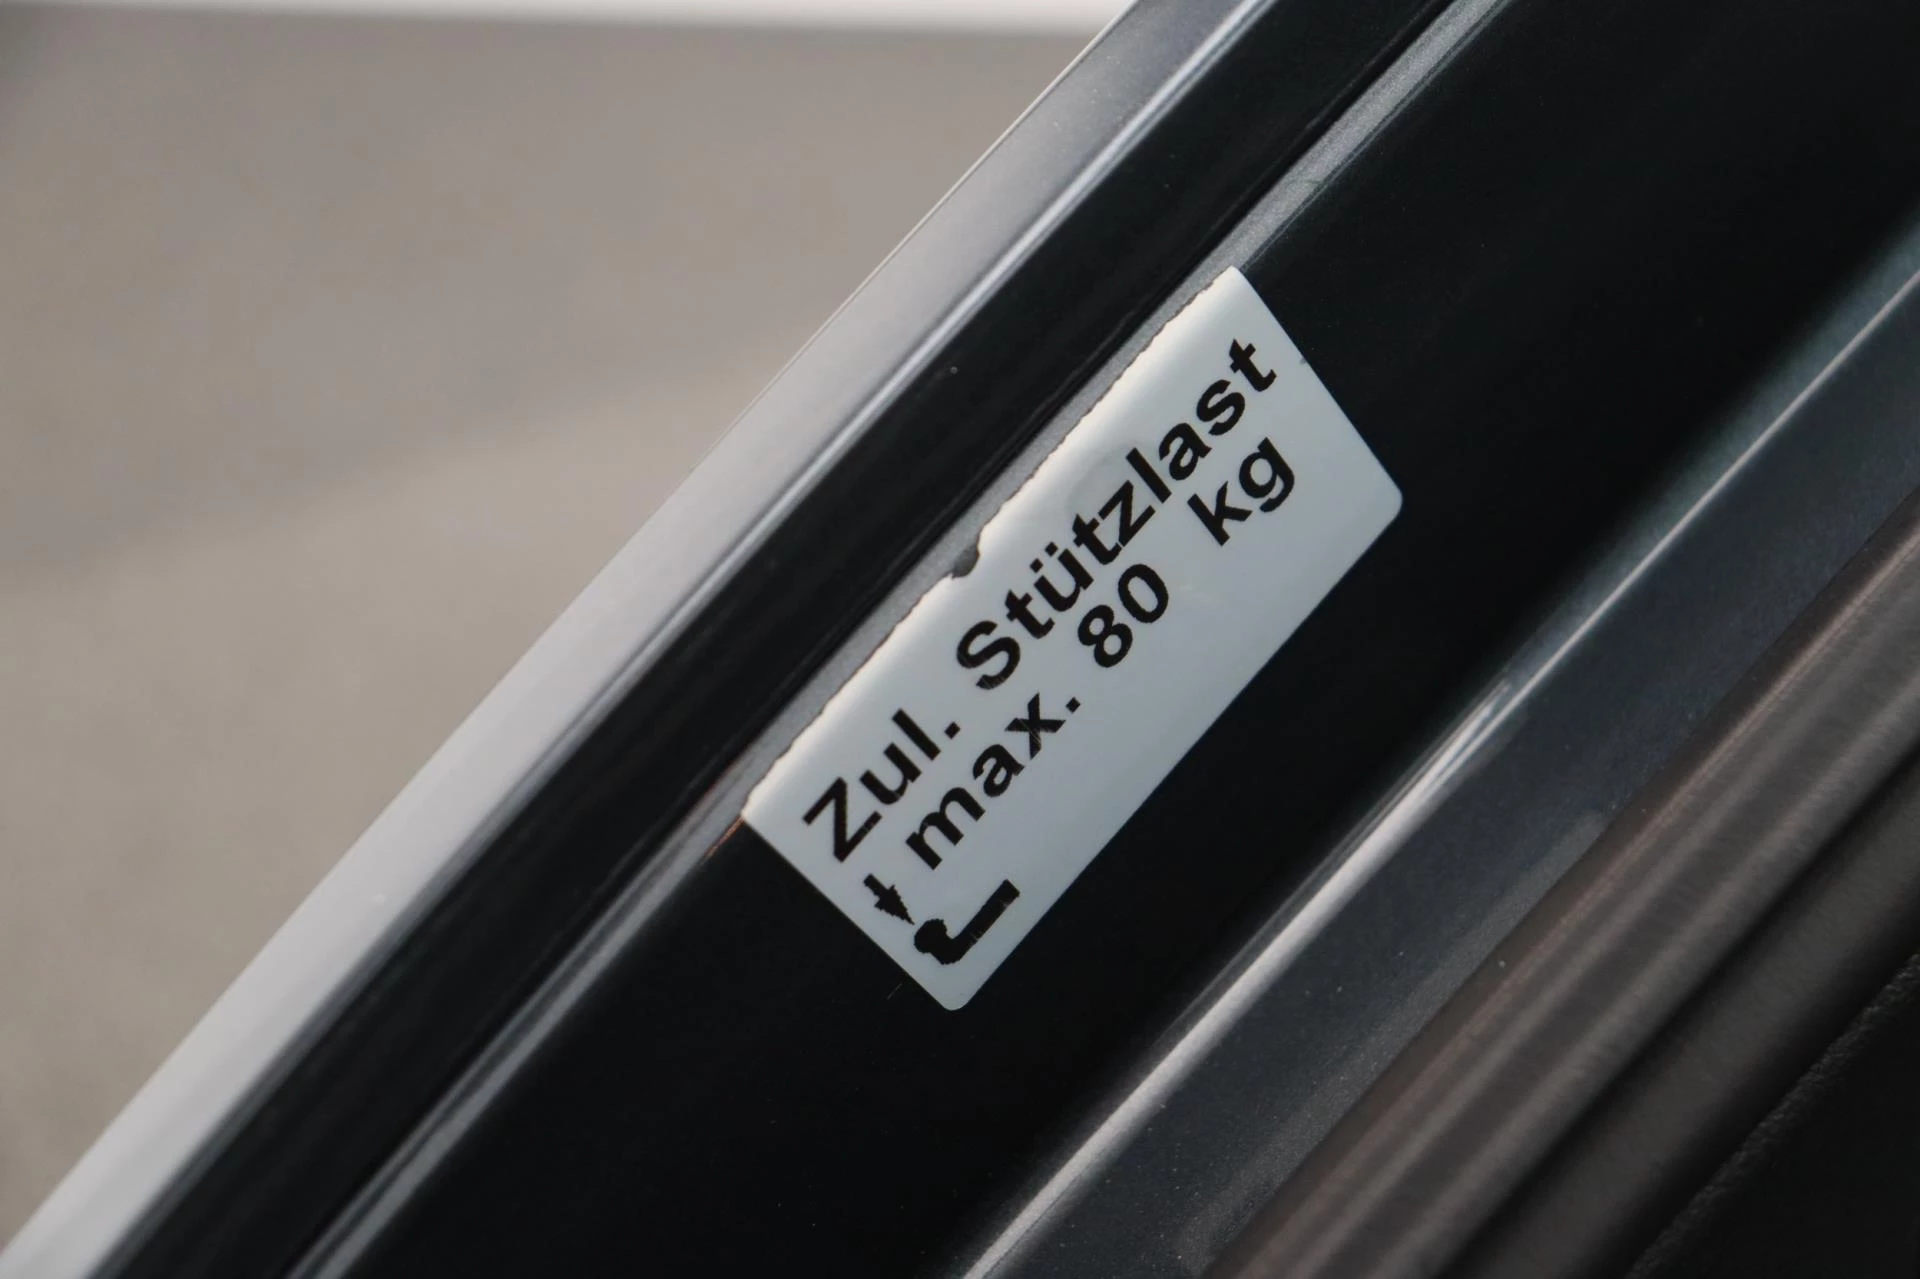 Zul. Stützlast
max. 80 kg